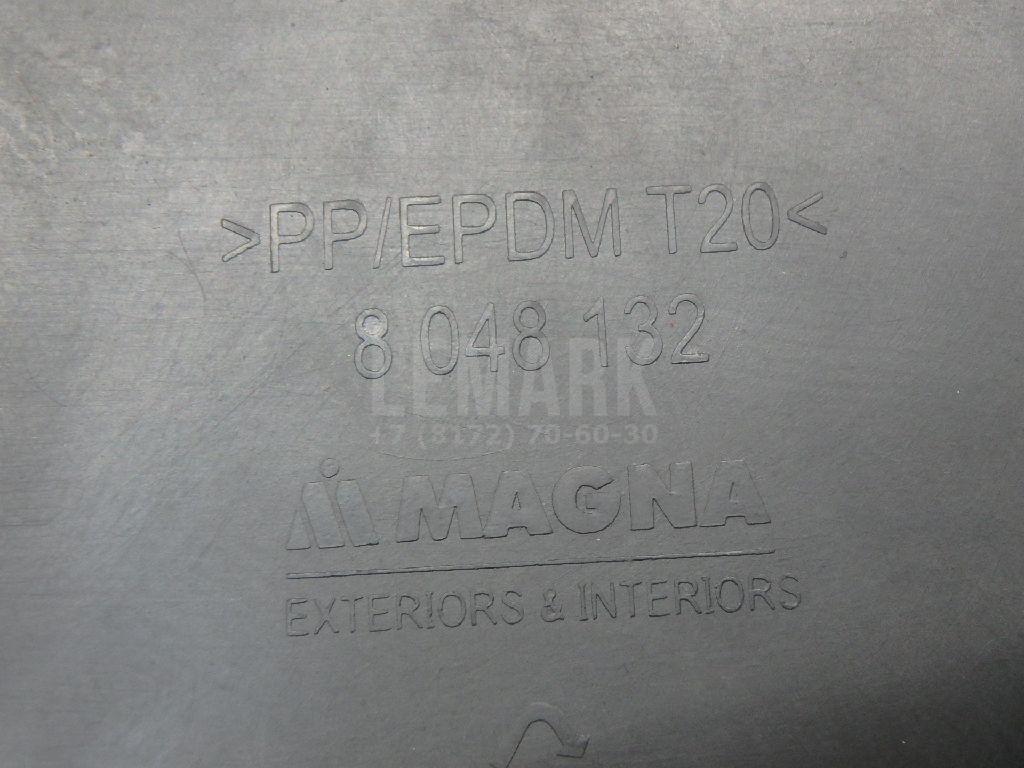 >PP/EPDM T20<
8 048 132
LEMARK
+7 (8172) 70-60-30
MAGNA
EXTERIORS & INTERIORS